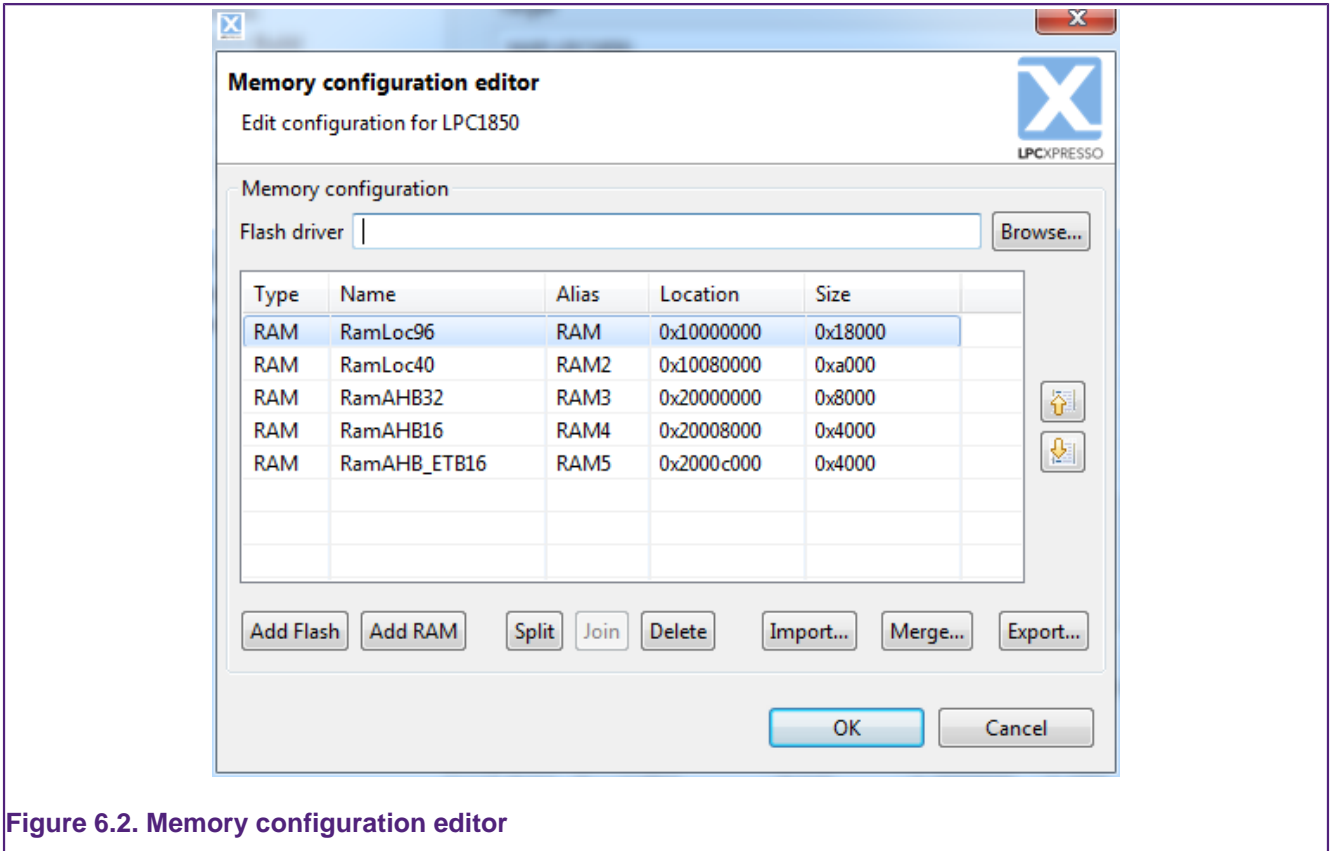 X
Memory configuration editor
Edit configuration for LPC1850
LPCXPRESSO
Memory configuration
Flash driver Browse...
Type Name Alias Location Size
RAM RamLoc96 RAM 0x10000000 0x18000
RAM RamLoc40 RAM2 0x10080000 0xa000
RAM RamAHB32 RAM3 0x20000000 0x8000
RAM RamAHB16 RAM4 0x20008000 0x4000
RAM RamAHB_ETB16 RAM5 0x2000c000 0x4000
Add Flash Add RAM Split Join Delete Import... Merge... Export...
OK Cancel
Figure 6.2. Memory configuration editor